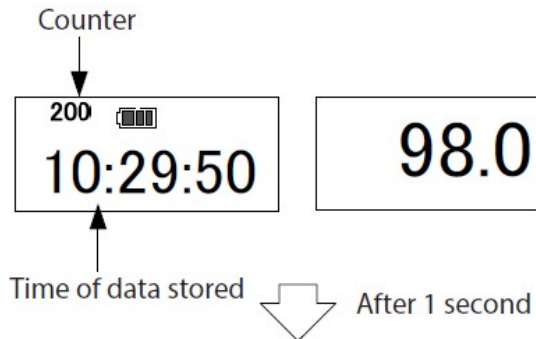 Counter
200
10:29:50
98.0
Time of data stored
After 1 second